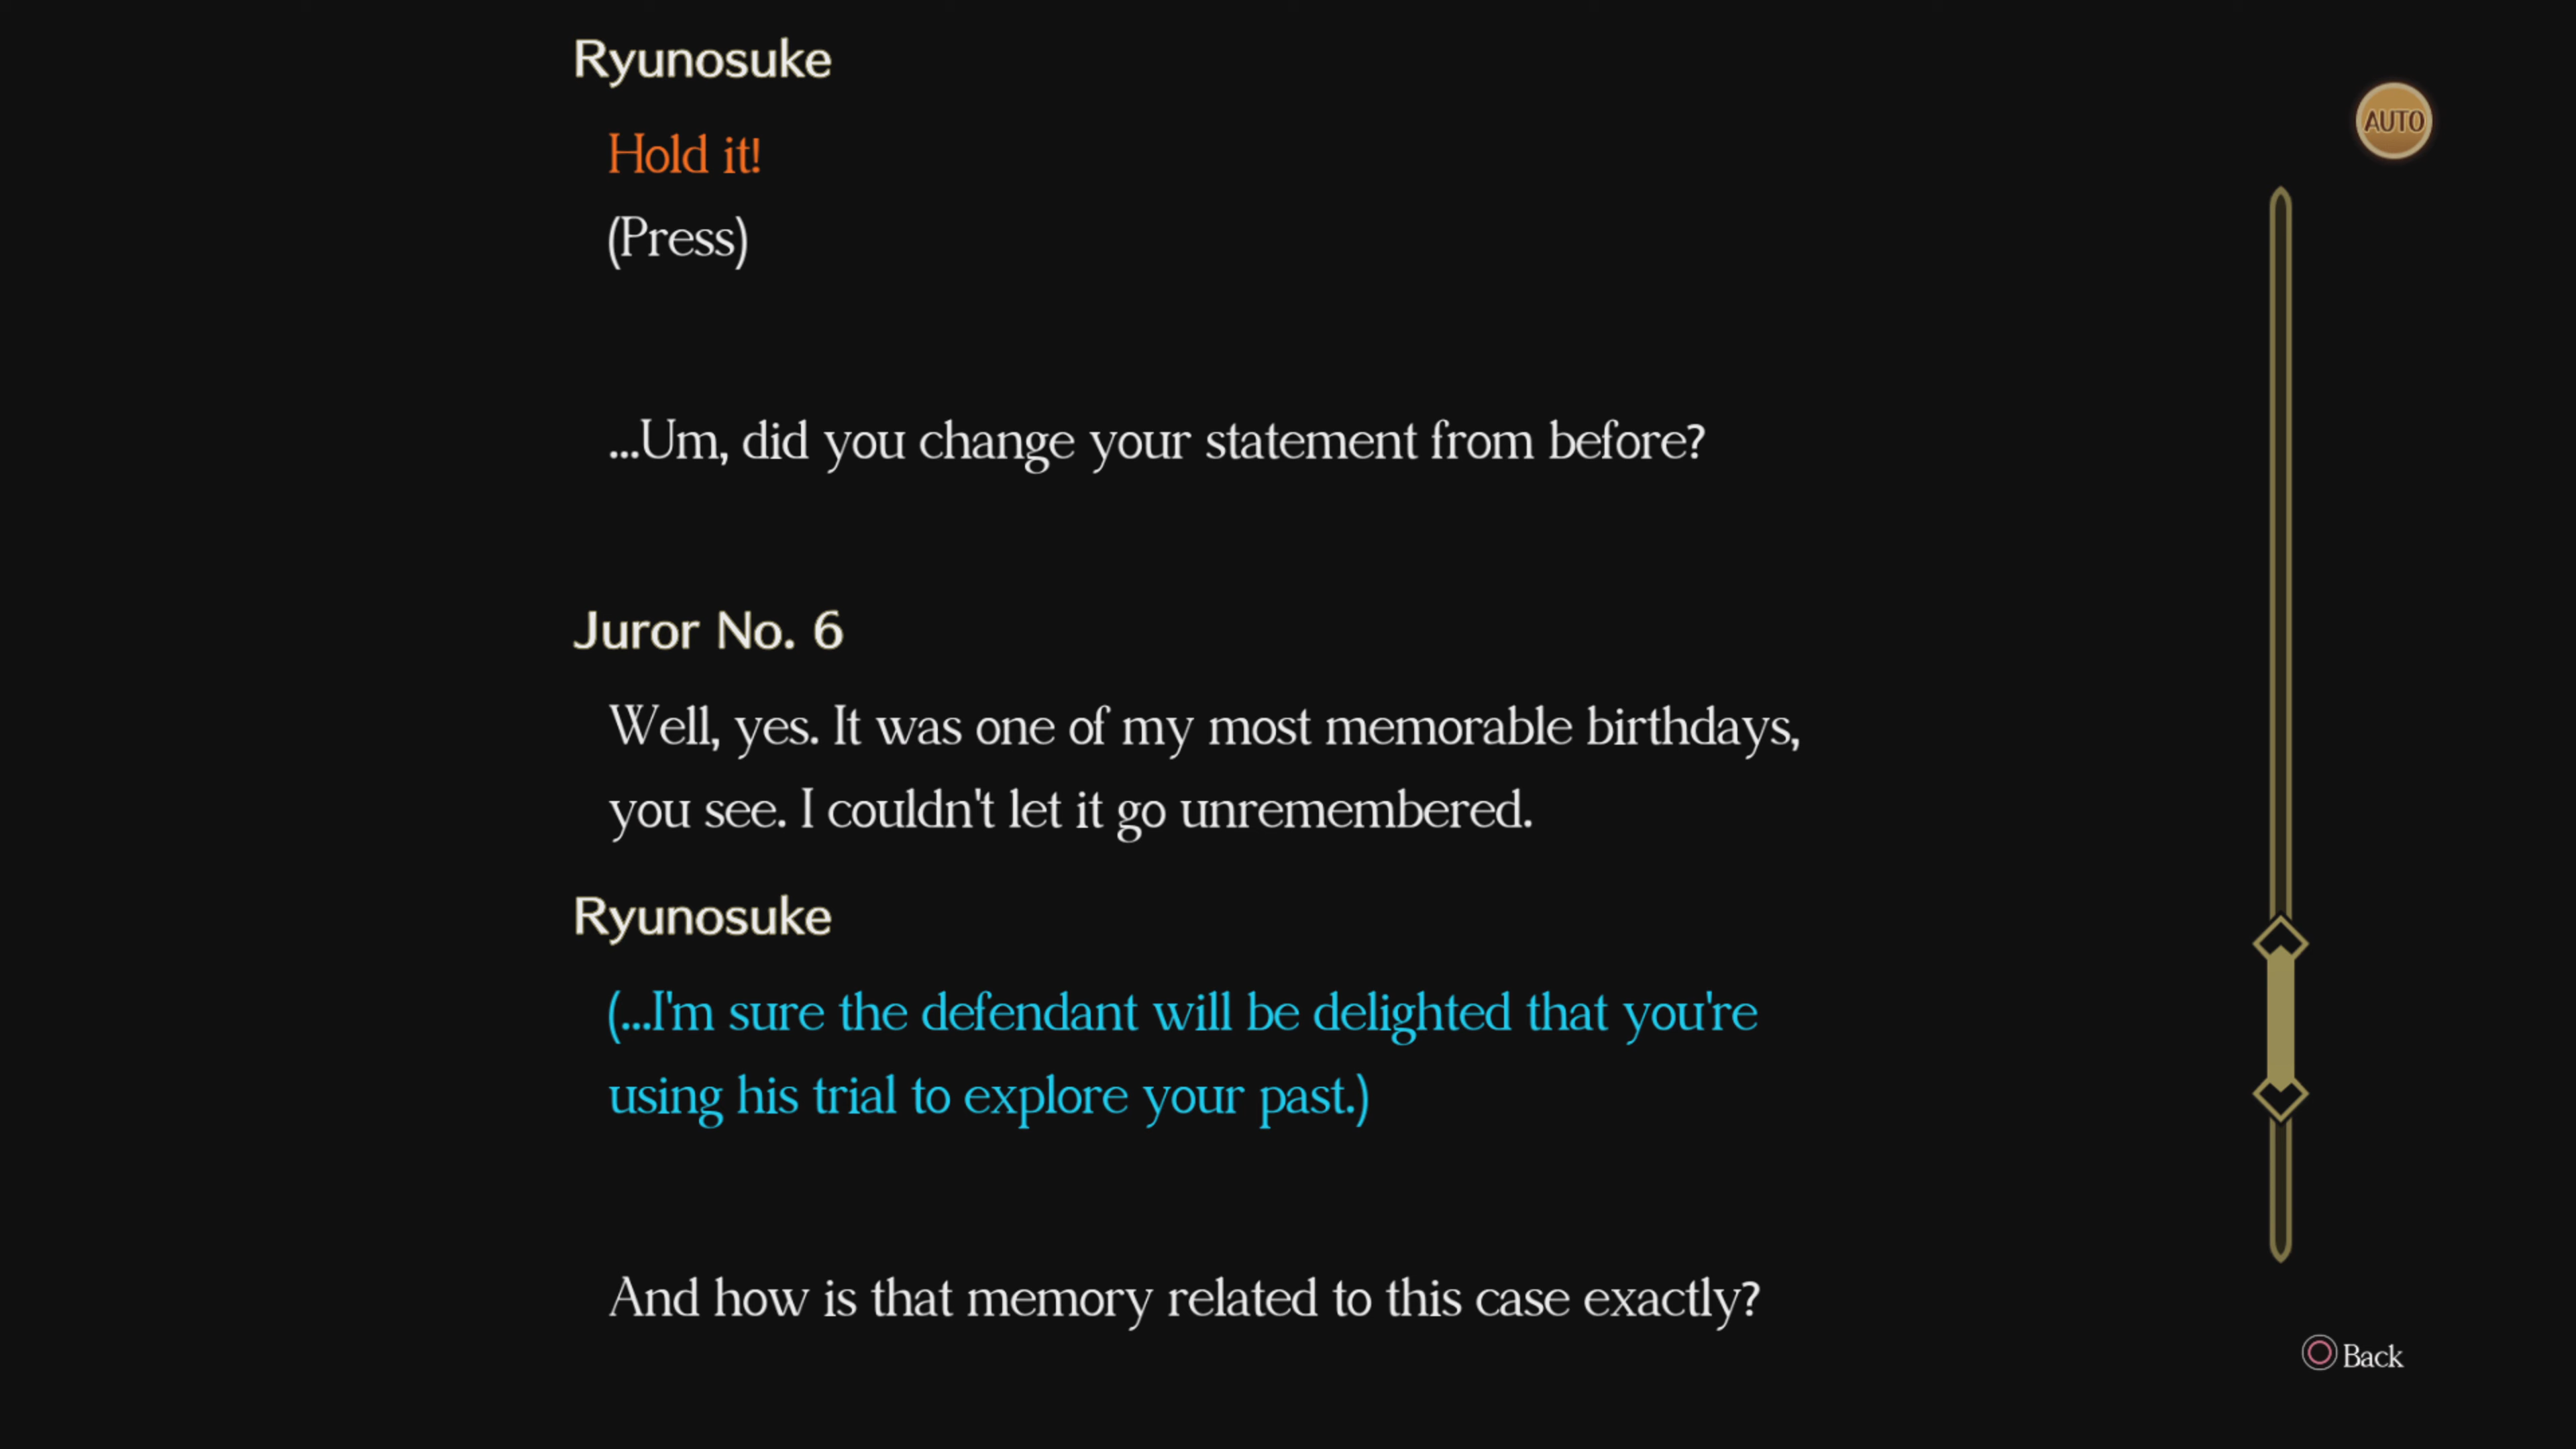 Ryunosuke
AUTO
Hold it!
(Press)
...Um, did you change your statement from before?
Juror No. 6
Well, yes. It was one of my most memorable birthdays,
you see. I couldn't let it go unremembered.
Ryunosuke
(...I'm sure the defendant will be delighted that you're
using his trial to explore your past.)
And how is that memory related to this case exactly?
Back